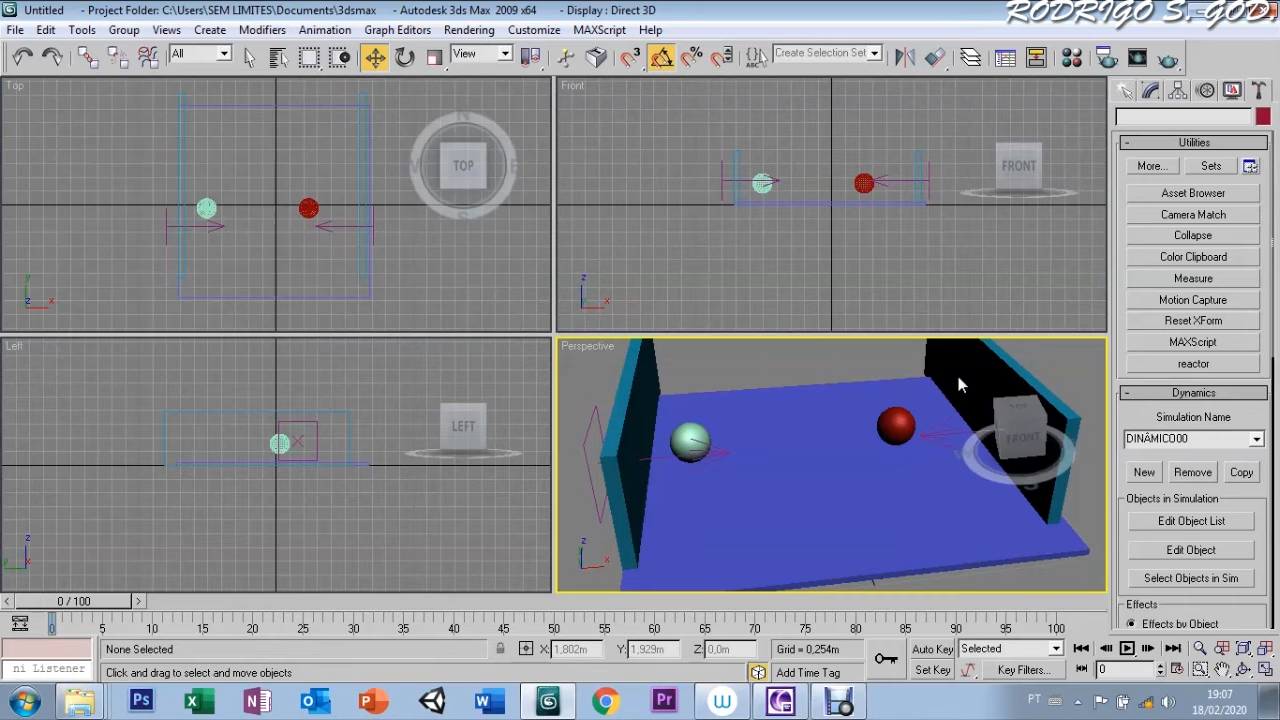 Untitled - Project Folder: C:\Users\SEM LIMITES\Documents\3dsmax - Autodesk 3ds Max 2009 x64 - Display : Direct 3D
RODRIGO S. GOD
File Edit Tools Group Views Create Modifiers Animation Graph Editors Rendering Customize MAXScript Help
All View 3 % ABC Create Selection Set
Top
TOP
Front
FRONT
Left
LEFT
Perspective
FRONT
Utilities
More... Sets
Asset Browser
Camera Match
Collapse
Color Clipboard
Measure
Motion Capture
Reset XForm
MAXScript
reactor
Dynamics
Simulation Name
DINÂMICO00
New Remove Copy
Objects in Simulation
Edit Object List
Edit Object
Select Objects in Sim
Effects
Effects by Object
0 / 100
0 5 10 15 20 25 30 35 40 45 50 55 60 65 70 75 80 85 90 95 100
None Selected X: 1,802m Y: 1,929m Z: 0,0m Grid = 0,254m Auto Key Selected
ni Listener Click and drag to select and move objects Add Time Tag Set Key Key Filters... 0
PT 19:07
18/02/2020